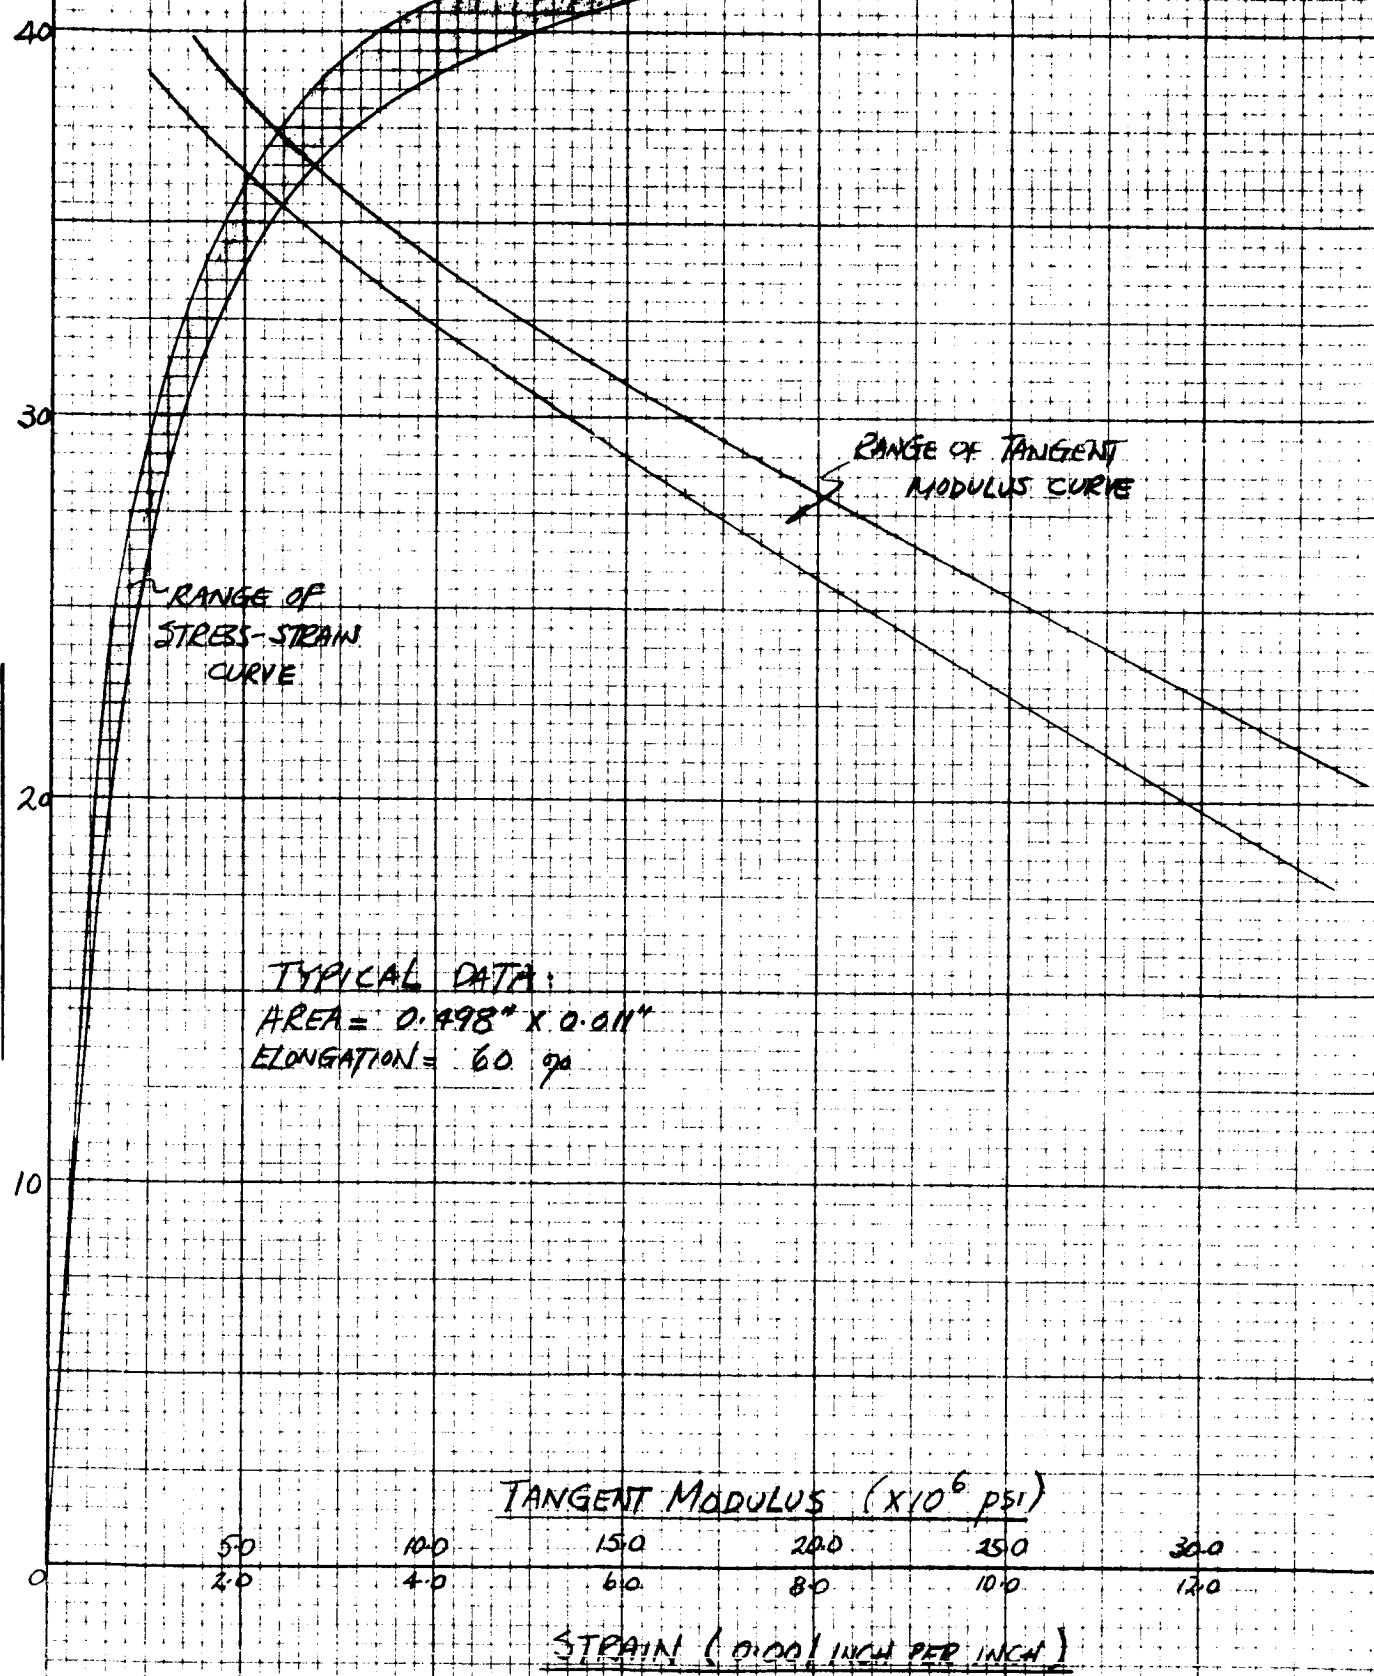 40
30
RANGE OF TANGENT
MODULUS CURVE
RANGE OF
STRESS-STRAIN
CURVE
20
TYPICAL DATA:
AREA = 0.498" X 0.011"
ELONGATION = 60 %
10
TANGENT MODULUS (X10⁶ PSI)
5.0 10.0 15.0 20.0 25.0 30.0
0 2.0 4.0 6.0 8.0 10.0 12.0
STRAIN (0.001 INCH PER INCH)